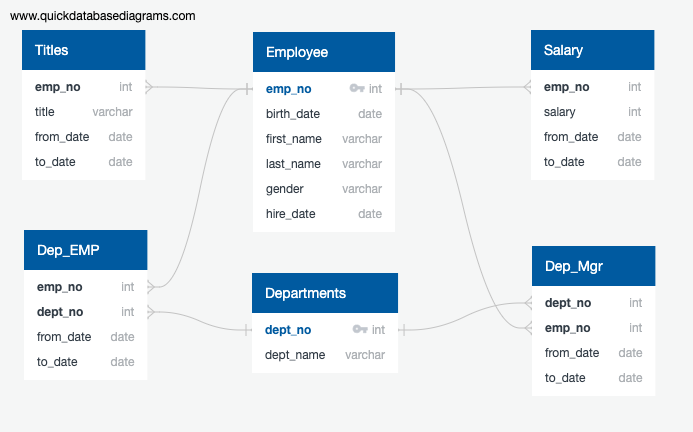 www.quickdatabasediagrams.com
Titles
emp_no int
title varchar
from_date date
to_date date
Employee
emp_no int
birth_date date
first_name varchar
last_name varchar
gender varchar
hire_date date
Salary
emp_no int
salary int
from_date date
to_date date
Dep_EMP
emp_no int
dept_no int
from_date date
to_date date
Departments
dept_no int
dept_name varchar
Dep_Mgr
dept_no int
emp_no int
from_date date
to_date date